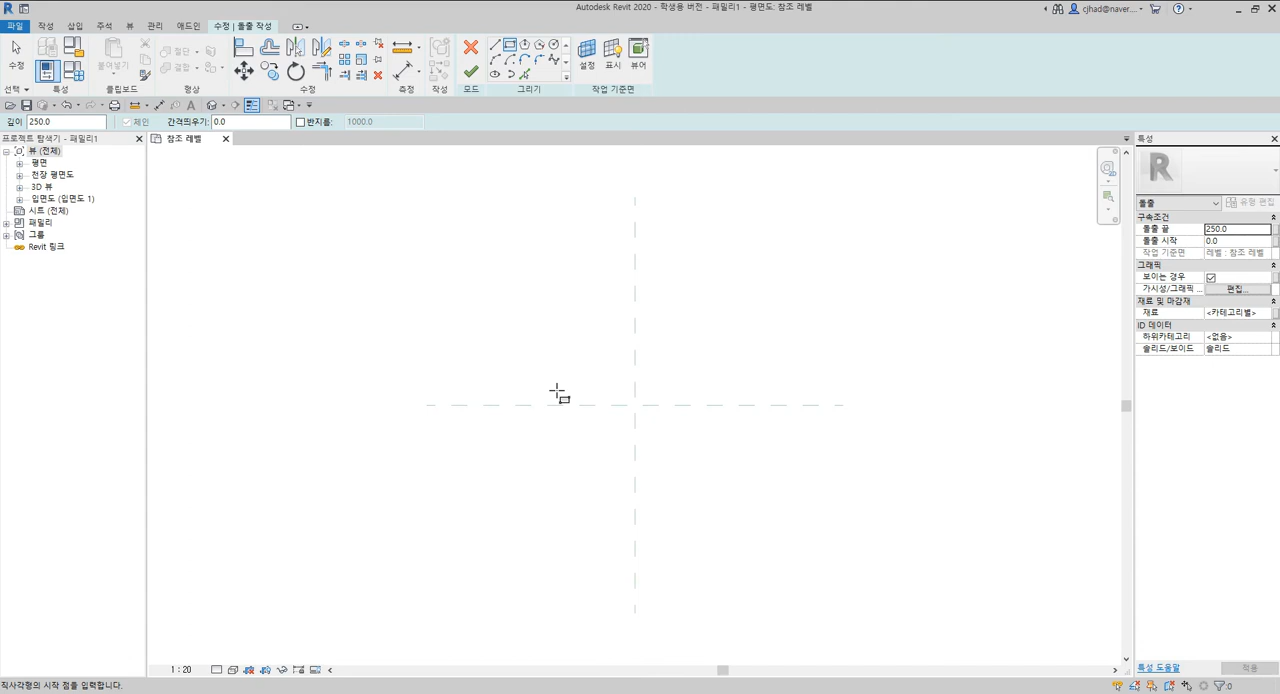 Autodesk Revit 2020 - 학생용 버전 - 패밀리1 - 평면도: 참조 레벨
cjhad@naver....
파일 작성 삽입 주석 뷰 관리 애드인 수정 | 돌출 작성
수정 붙여넣기 절단 결합 설정 표시 뷰어
선택 특성 클립보드 형상 수정 측정 작성 모드 그리기 작업 기준면
깊이 250.0 체인 간격띄우기: 0.0 반지름: 1000.0
프로젝트 탐색기 - 패밀리1
참조 레벨
뷰 (전체)
평면
천장 평면도
3D 뷰
입면도 (입면도 1)
시트 (전체)
패밀리
그룹
Revit 링크
2D
특성
R
돌출 유형 편집
구속조건
돌출 끝 250.0
돌출 시작 0.0
작업 기준면 레벨 : 참조 레벨
그래픽
보이는 경우
가시성/그래픽 ... 편집...
재료 및 마감재
재료 <카테고리별>
ID 데이터
하위카테고리 <없음>
솔리드/보이드 솔리드
1 : 20
특성 도움말 적용
직사각형의 시작 점을 입력합니다.
:0